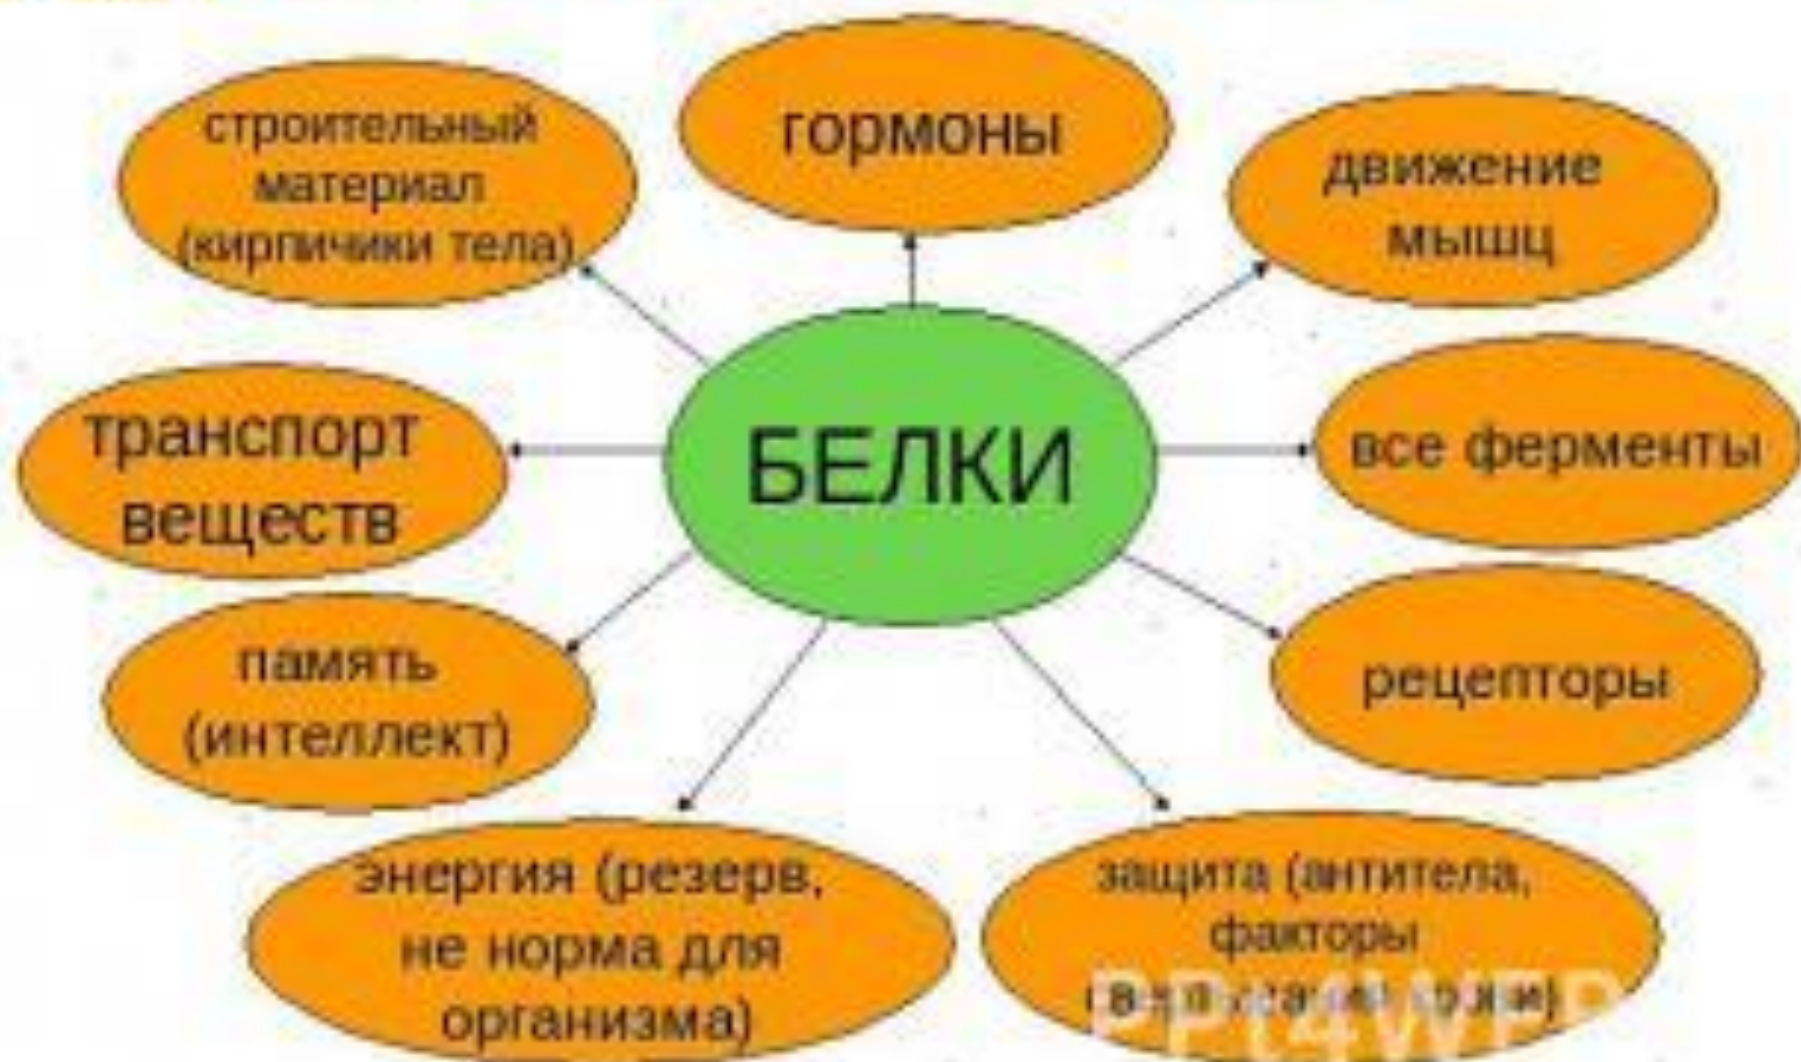 строительный
материал
(кирпичики тела)
гормоны
движение
мышц
транспорт
веществ
БЕЛКИ
все ферменты
память
(интеллект)
рецепторы
энергия (резерв,
не норма для
организма)
защита (антитела,
факторы